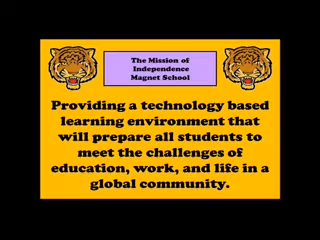 The Mission of
Independence
Magnet School
Providing a technology based
learning environment that
will prepare all students to
meet the challenges of
education, work, and life in a
global community.